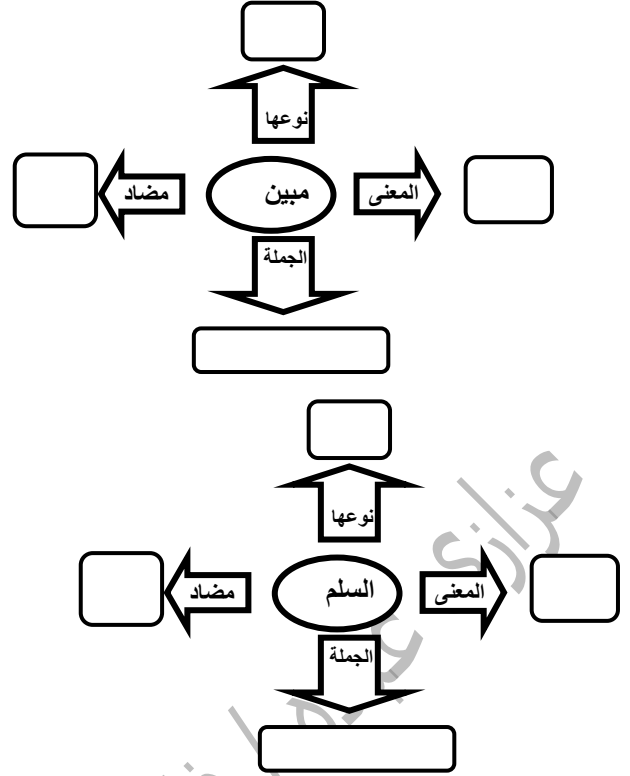 نوعها
المعنى
مبين
مضاد
الجملة
نوعها
المعنى
السلم
مضاد
الجملة